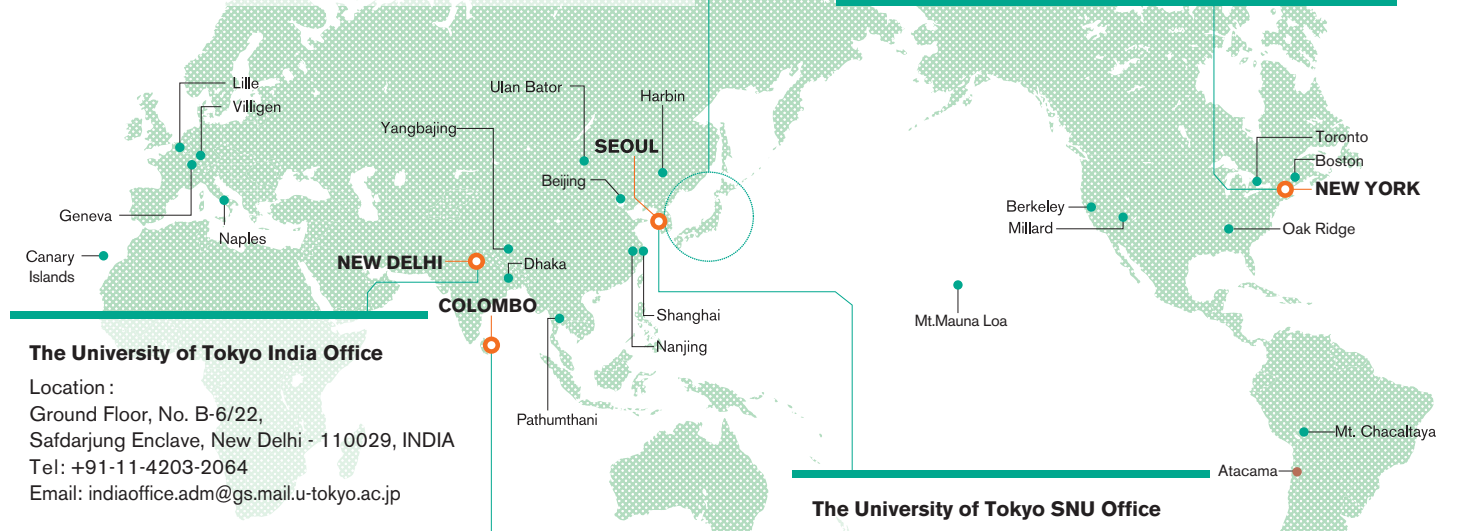 Lille
Villigen
Ulan Bator
Harbin
Yangbajing
SEOUL
Toronto
Boston
Beijing
NEW YORK
Berkeley
Geneva
Millard
Oak Ridge
Naples
Canary
Islands
NEW DELHI
Dhaka
COLOMBO
Shanghai
Mt.Mauna Loa
Nanjing
Pathumthani
Mt. Chacaltaya
Atacama
The University of Tokyo India Office
Location :
Ground Floor, No. B-6/22,
Safdarjung Enclave, New Delhi - 110029, INDIA
Tel: +91-11-4203-2064
Email: indiaoffice.adm@gs.mail.u-tokyo.ac.jp
The University of Tokyo SNU Office